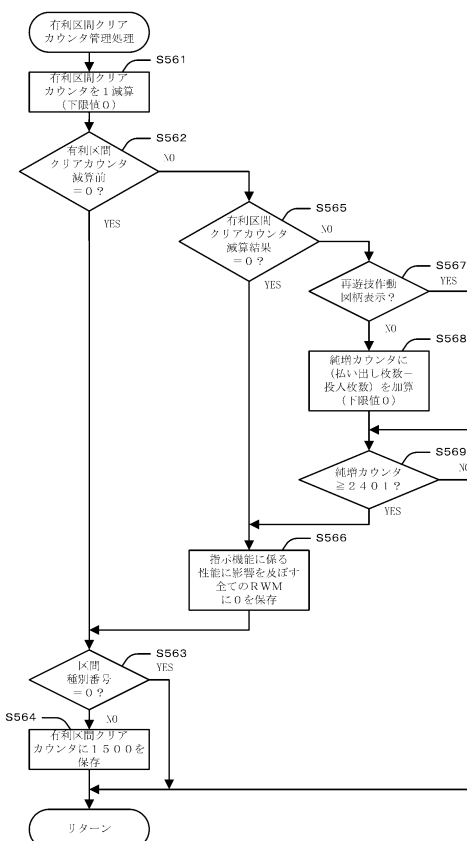 有利区間クリア
カウンタ管理処理
S561
有利区間クリア
カウンタを1減算
(下限値0)
S562
有利区間
クリアカウンタ
減算前
=0?
NO
YES
S565
有利区間
クリアカウンタ
減算結果
=0?
NO
YES
S567
再遊技作動
図柄表示?
YES
NO
S568
純増カウンタに
(払い出し枚数-
投入枚数)を加算
(下限値0)
S569
純増カウンタ
≧2401?
NO
YES
S566
指示機能に係る
性能に影響を及ぼす
全てのRWM
に0を保存
S563
区間
種別番号
=0?
YES
NO
S564
有利区間クリア
カウンタに1500を
保存
リターン